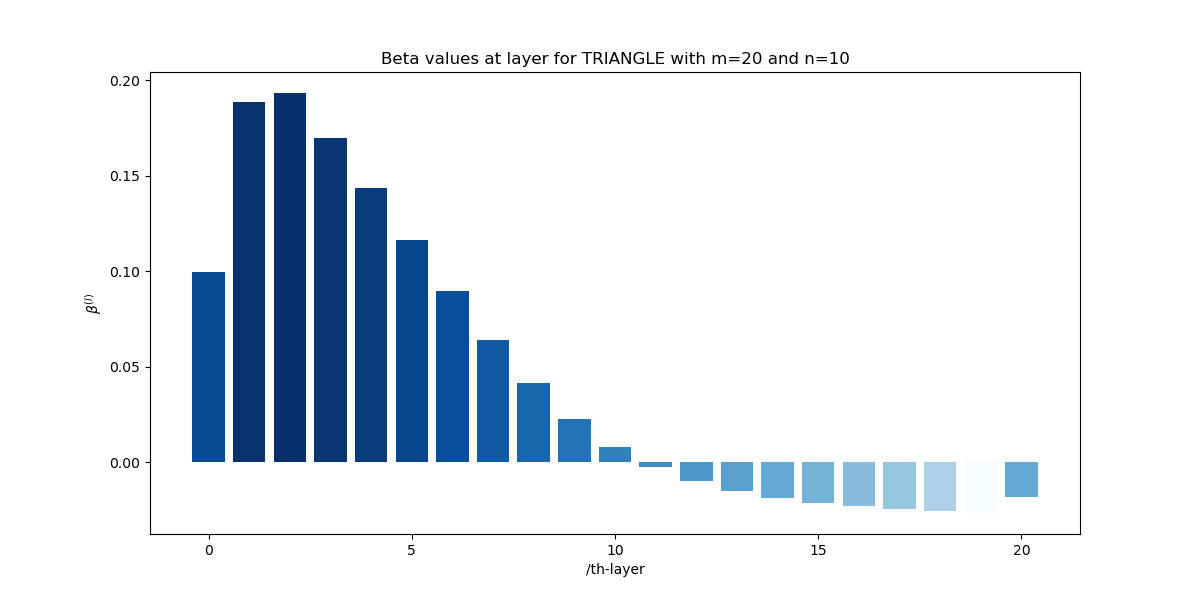 Beta values at layer for TRIANGLE with m=20 and n=10
0.20
0.15
0.10
0.05
0.00
β⁽ˡ⁾
0 5 10 15 20
/th-layer